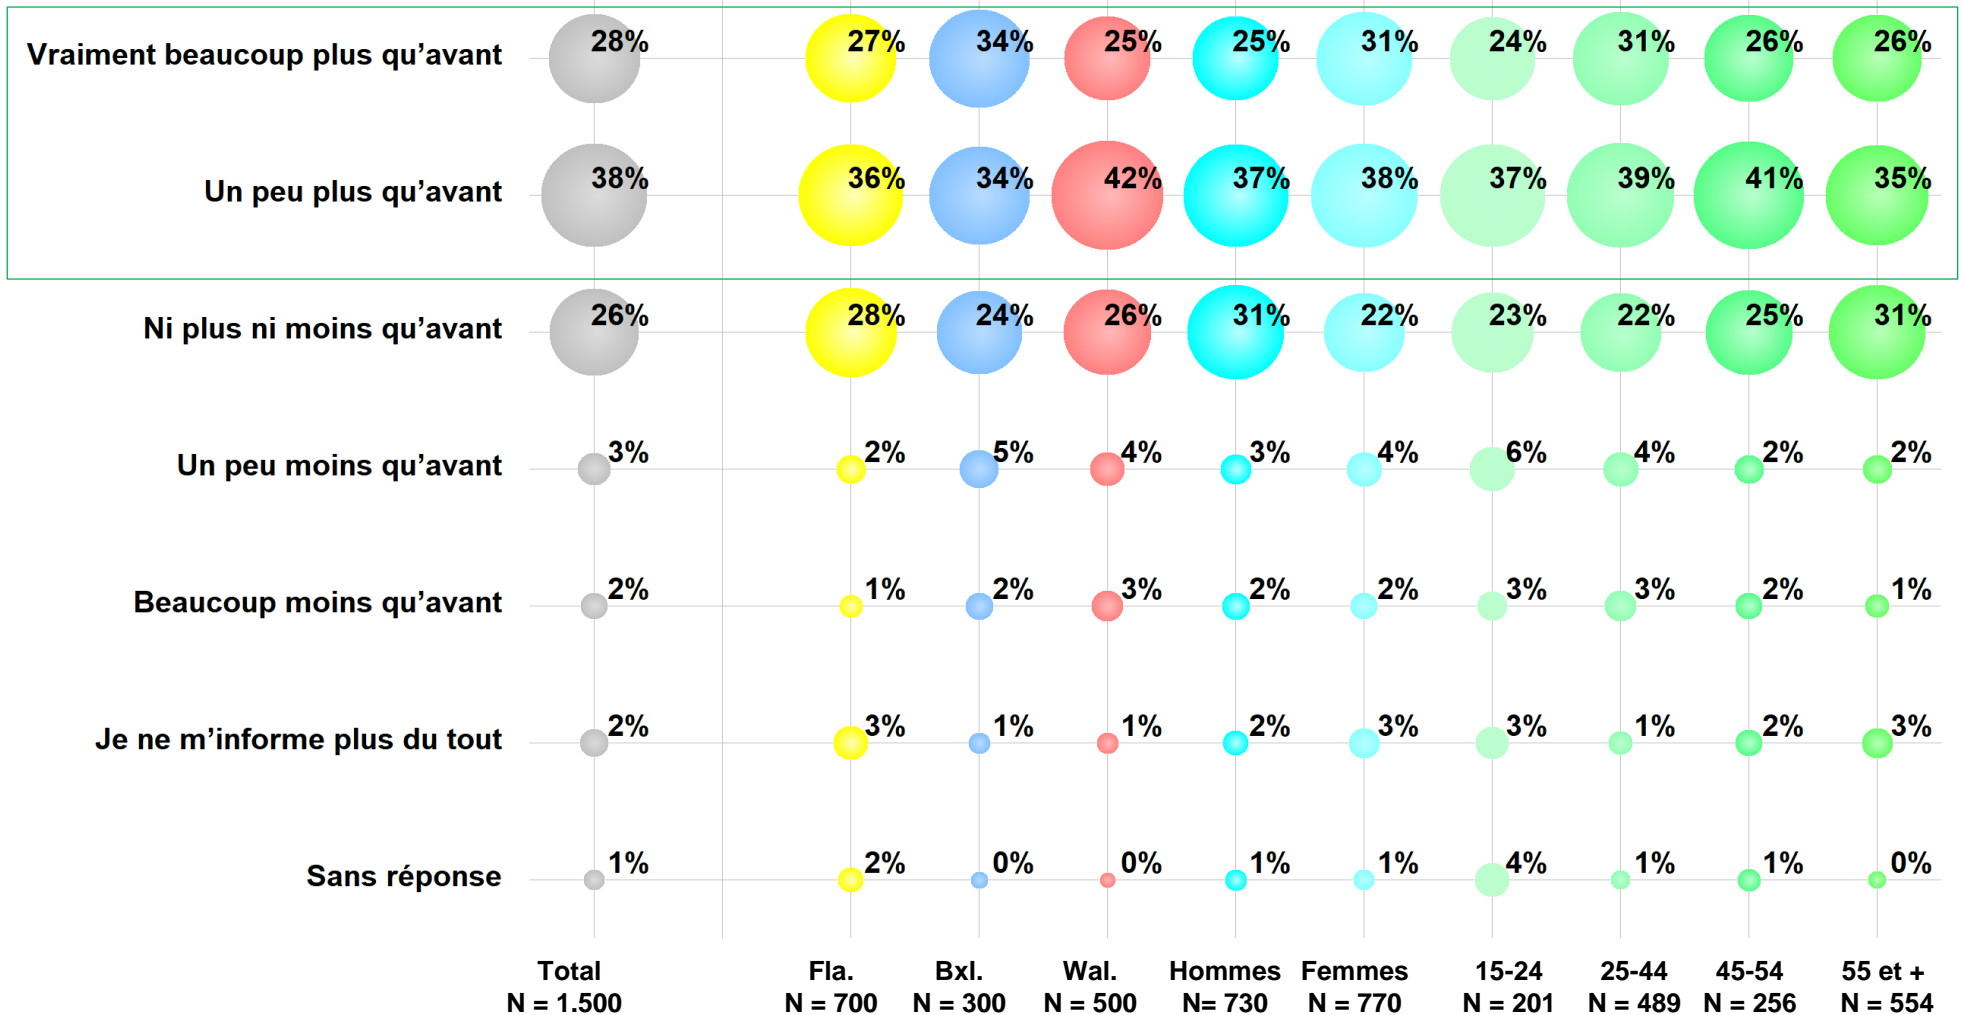 Vraiment beaucoup plus qu’avant 28% 27% 34% 25% 25% 31% 24% 31% 26% 26%
Un peu plus qu’avant 38% 36% 34% 42% 37% 38% 37% 39% 41% 35%
Ni plus ni moins qu’avant 26% 28% 24% 26% 31% 22% 23% 22% 25% 31%
Un peu moins qu’avant 3% 2% 5% 4% 3% 4% 6% 4% 2% 2%
Beaucoup moins qu’avant 2% 1% 2% 3% 2% 2% 3% 3% 2% 1%
Je ne m’informe plus du tout 2% 3% 1% 1% 2% 3% 3% 1% 2% 3%
Sans réponse 1% 2% 0% 0% 1% 1% 4% 1% 1% 0%
Total Fla. Bxl. Wal. Hommes Femmes 15-24 25-44 45-54 55 et +
N = 1.500 N = 700 N = 300 N = 500 N= 730 N = 770 N = 201 N = 489 N = 256 N = 554